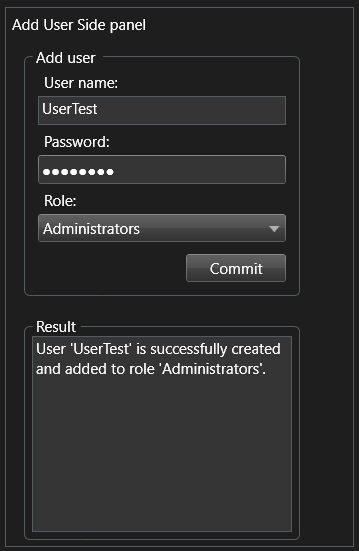 Add User Side panel
Add user
User name:
UserTest
Password:
●●●●●●●●
Role:
Administrators
Commit
Result
User 'UserTest' is successfully created
and added to role 'Administrators'.